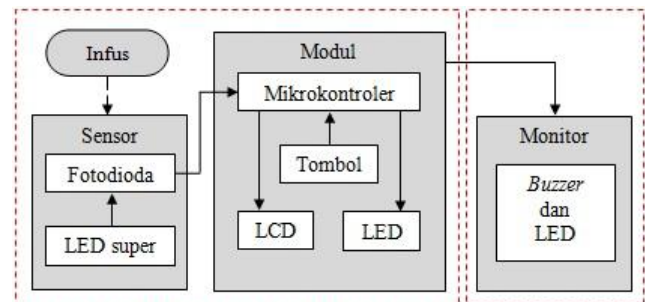 Infus
Sensor
Fotodioda
LED super
Modul
Mikrokontroler
Tombol
LCD
LED
Monitor
Buzzer
dan
LED